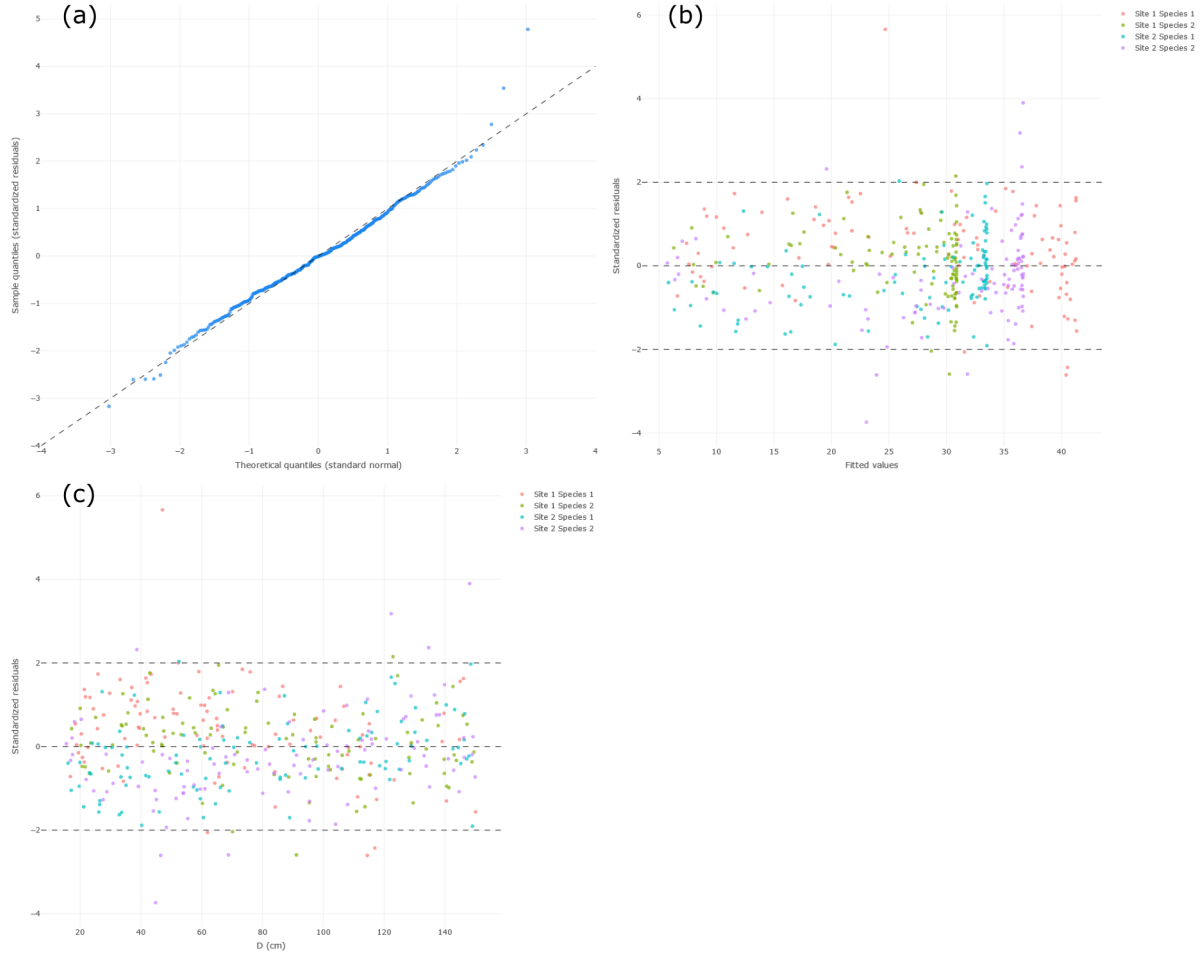 (a)
5
4
3
2
1
0
−1
−2
−3
−4
−4
−3
−2
−1
0
1
2
3
4
Sample quantiles (standardized residuals)
Theoretical quantiles (standard normal)
(b)
6
4
2
0
−2
−4
5
10
15
20
25
30
35
40
Standardized residuals
Fitted values
Site 1 Species 1
Site 1 Species 2
Site 2 Species 1
Site 2 Species 2
(c)
6
4
2
0
−2
−4
20
40
60
80
100
120
140
Standardized residuals
D (cm)
Site 1 Species 1
Site 1 Species 2
Site 2 Species 1
Site 2 Species 2